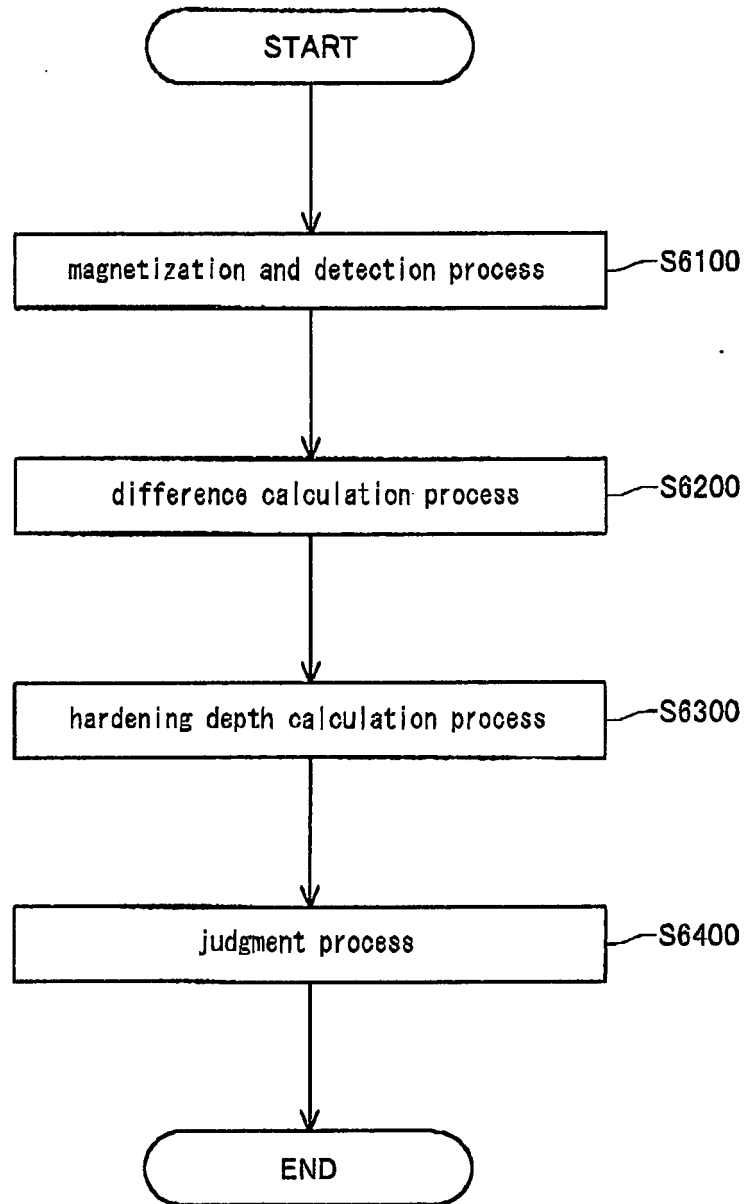 START
magnetization and detection process
S6100
difference calculation process
S6200
hardening depth calculation process
S6300
judgment process
S6400
END